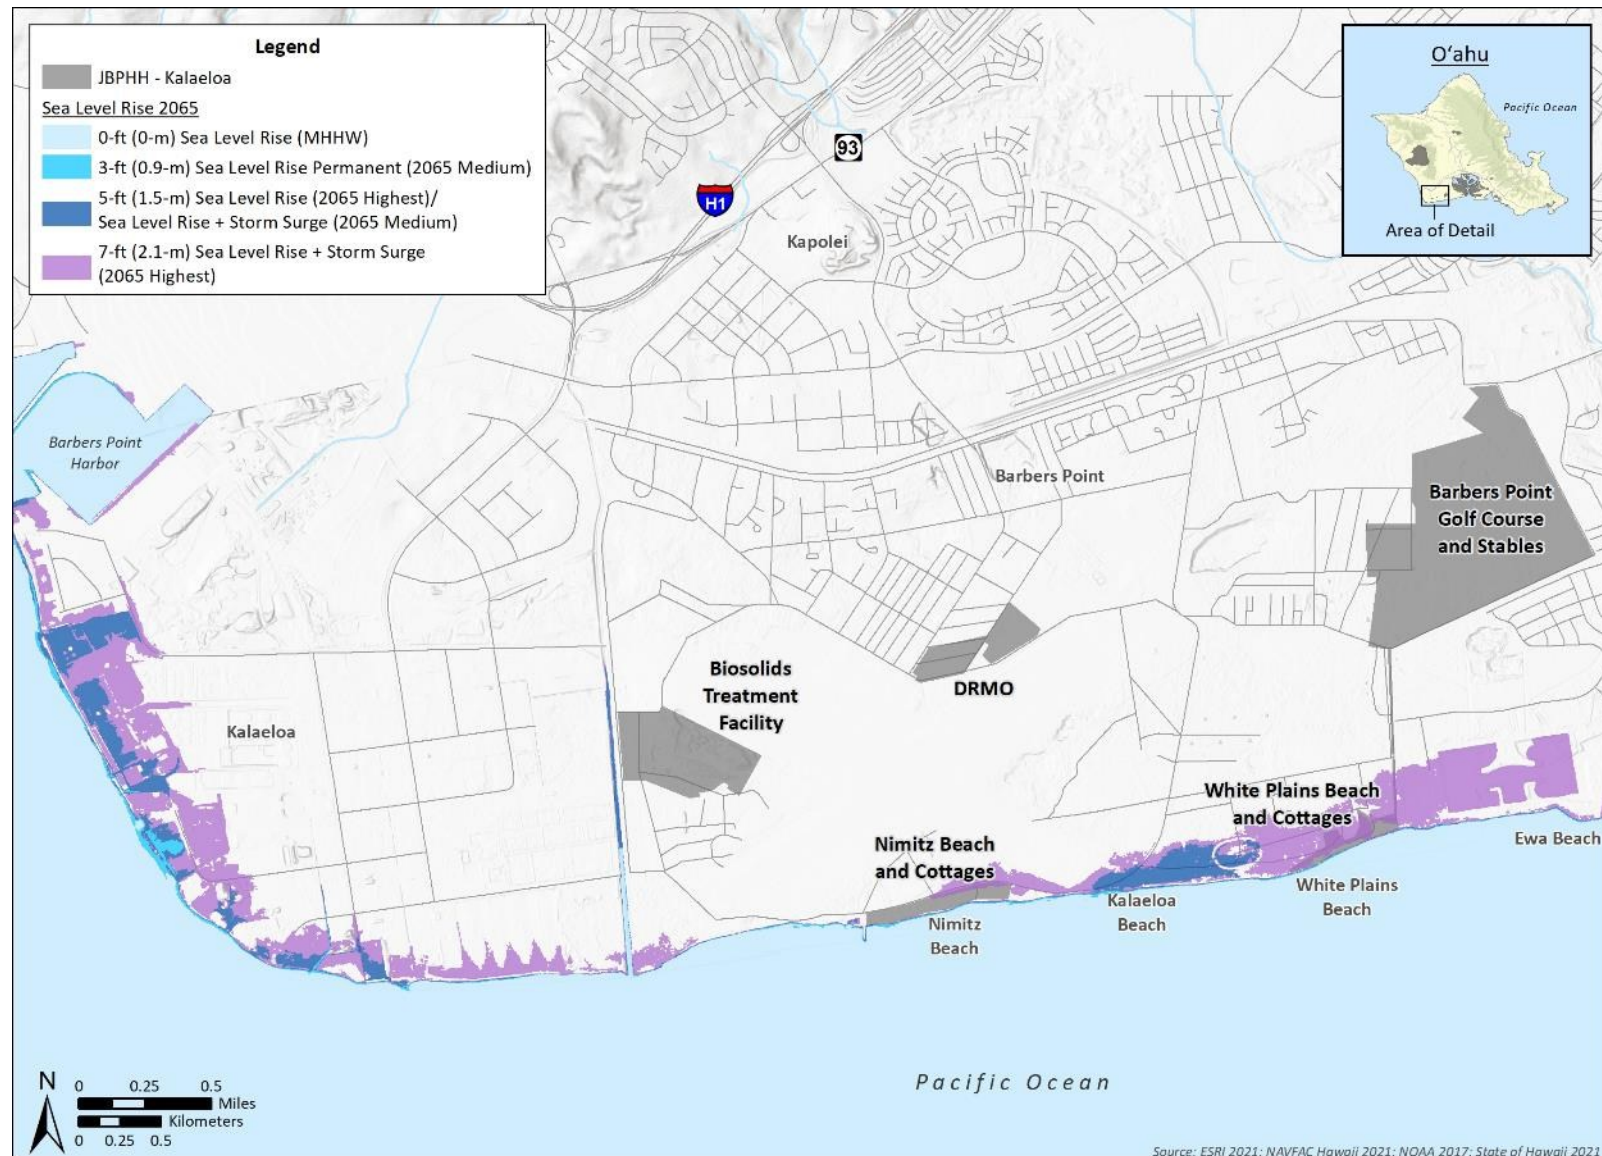 Legend
JBPHH - Kalaeloa
Sea Level Rise 2065
0-ft (0-m) Sea Level Rise (MHHW)
3-ft (0.9-m) Sea Level Rise Permanent (2065 Medium)
5-ft (1.5-m) Sea Level Rise (2065 Highest)/
Sea Level Rise + Storm Surge (2065 Medium)
7-ft (2.1-m) Sea Level Rise + Storm Surge
(2065 Highest)
Oʻahu
Pacific Ocean
Area of Detail
93
H1
Kapolei
Barbers Point
Harbor
Barbers Point
Barbers Point
Golf Course
and Stables
Biosolids
Treatment
Facility
DRMO
Kalaeloa
White Plains Beach
and Cottages
Nimitz Beach
and Cottages
Ewa Beach
White Plains
Beach
Kalaeloa
Beach
Nimitz
Beach
Pacific Ocean
N
0 0.25 0.5
Miles
Kilometers
0 0.25 0.5
Source: ESRI 2021; NAVFAC Hawaii 2021; NOAA 2017; State of Hawaii 2021